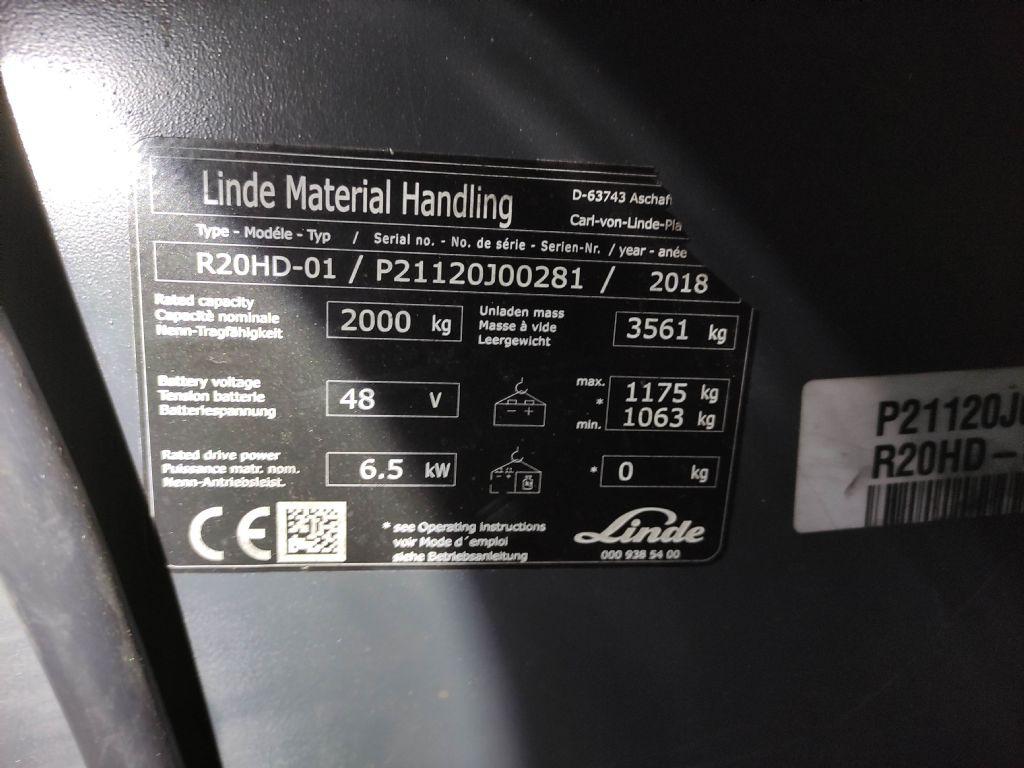 Linde Material Handling
D-63743 Aschaf
Carl-von-Linde-Pla
Type - Modéle - Typ / Serial no. - No. de série - Serien-Nr. / year - année
R20HD-01 / P21120J00281 / 2018
Rated capacity
Capacitè nominale
Nenn-Tragfähigkeit
2000 kg
Unladen mass
Masse à vide
Leergewicht
3561 kg
Battery voltage
Tension batterie
Batteriespannung
48 V
max. 1175 kg
*
min. 1063 kg
Rated drive power
Puissance matr. nom.
Nenn-Antriebsleist.
6.5 kW
* 0 kg
CE
* see Operating instructions
voir Mode d´emploi
siehe Betriebsanleitung
Linde
000 938 54 00
P21120J0
R20HD-